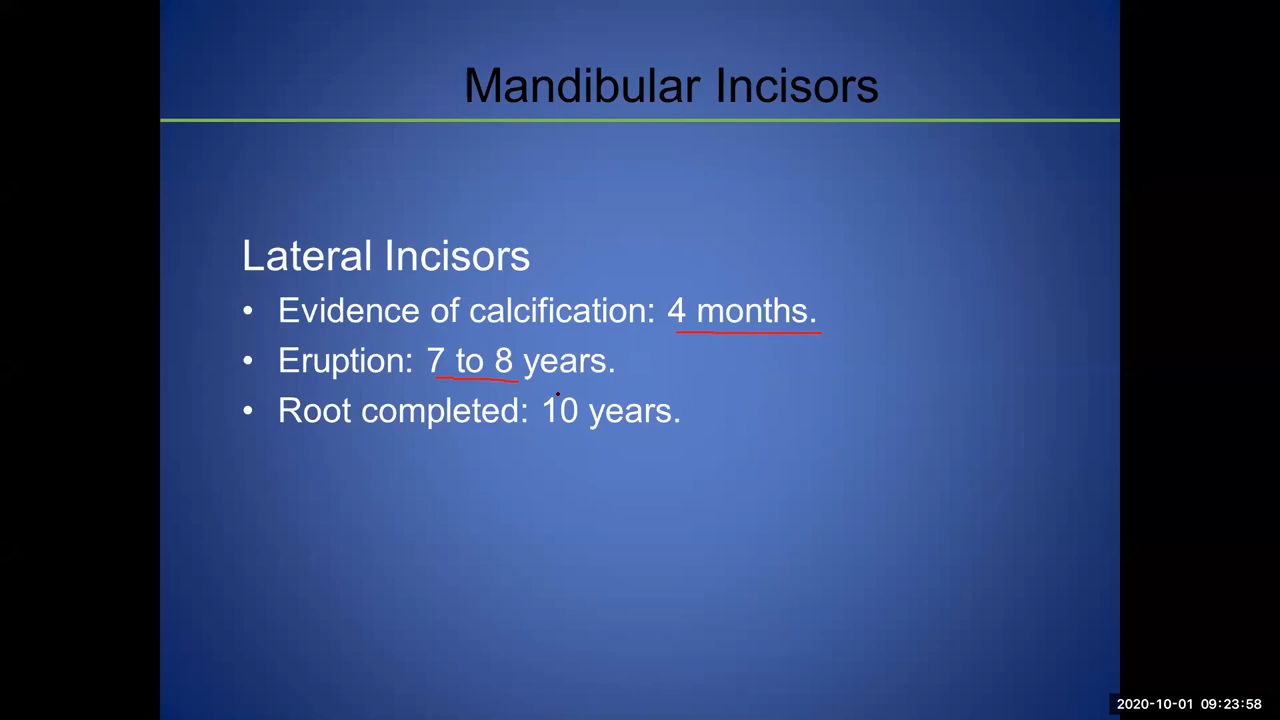 Mandibular Incisors
Lateral Incisors
• Evidence of calcification: 4 months.
• Eruption: 7 to 8 years.
• Root completed: 10 years.
2020-10-01 09:23:58